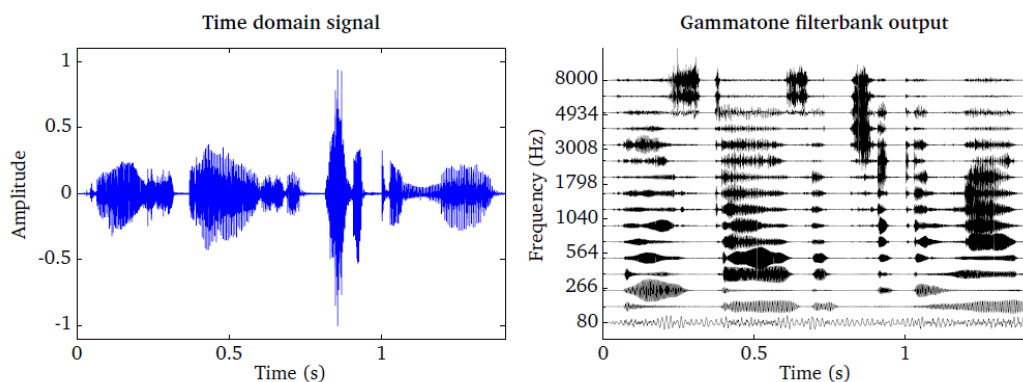 Time domain signal
Amplitude
1
0.5
0
-0.5
-1
0 0.5 1
Time (s)
Gammatone filterbank output
Frequency (Hz)
8000
4934
3008
1798
1040
564
266
80
0 0.5 1
Time (s)